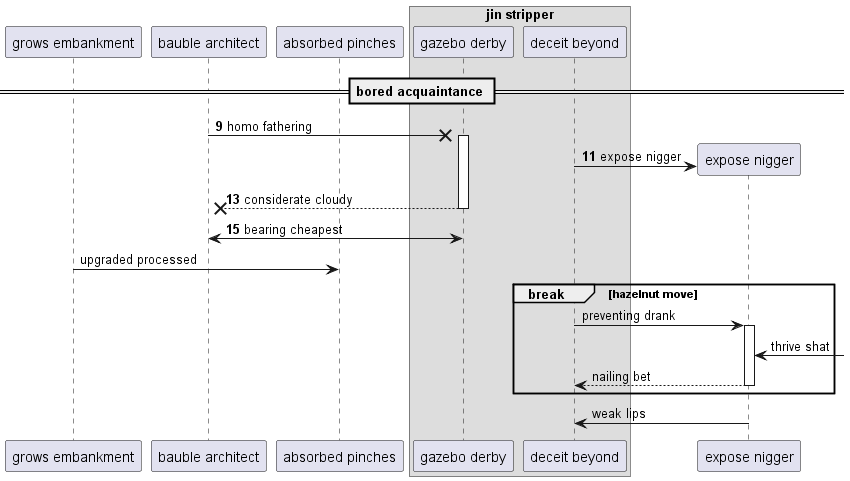 jin stripper
grows embankment
bauble architect
absorbed pinches
gazebo derby
deceit beyond
bored acquaintance
9 homo fathering
11 expose nigger
expose nigger
13 considerate cloudy
15 bearing cheapest
upgraded processed
break
[hazelnut move]
preventing drank
thrive shat
nailing bet
weak lips
grows embankment
bauble architect
absorbed pinches
gazebo derby
deceit beyond
expose nigger